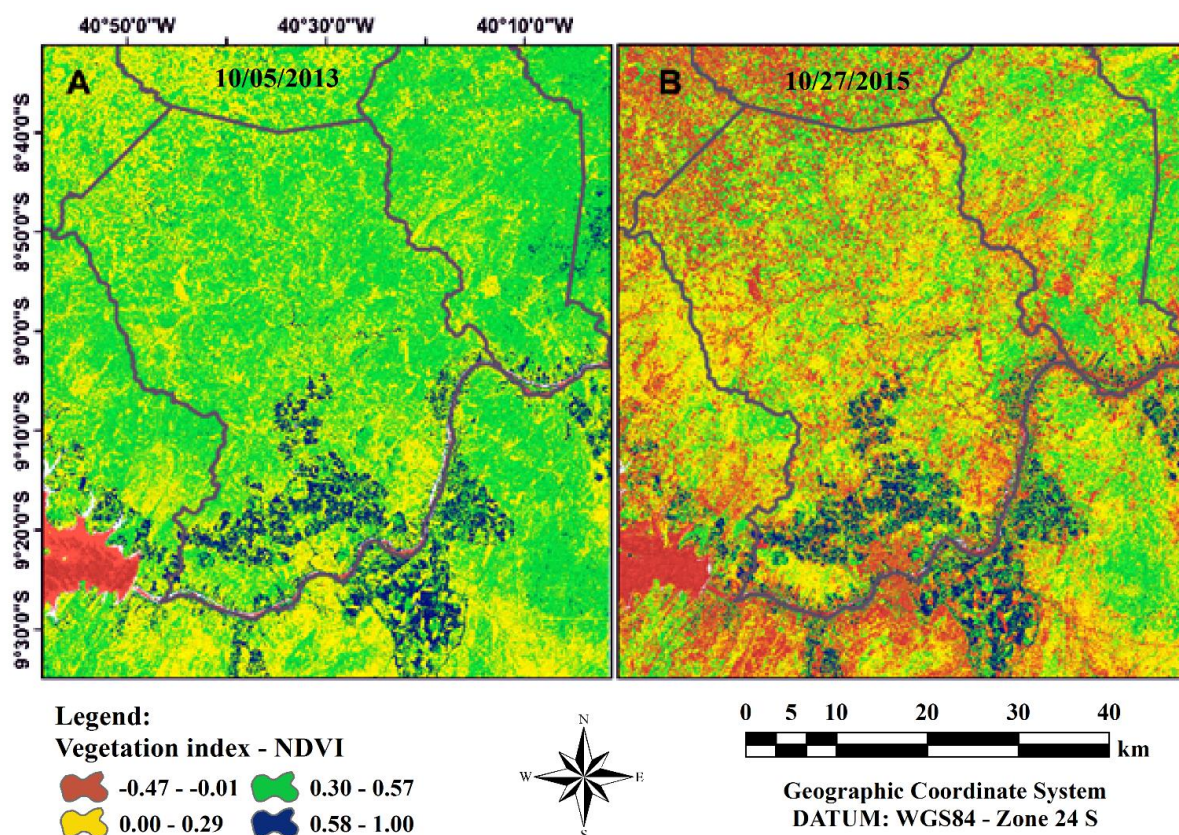 40°50'0"W 40°30'0"W 40°10'0"W
A 10/05/2013
B 10/27/2015
8°40'0"S
8°50'0"S
9°0'0"S
9°10'0"S
9°20'0"S
9°30'0"S
Legend:
Vegetation index - NDVI
-0.47 - -0.01
0.30 - 0.57
0.00 - 0.29
0.58 - 1.00
N
W E
S
0 5 10 20 30 40
km
Geographic Coordinate System
DATUM: WGS84 - Zone 24 S